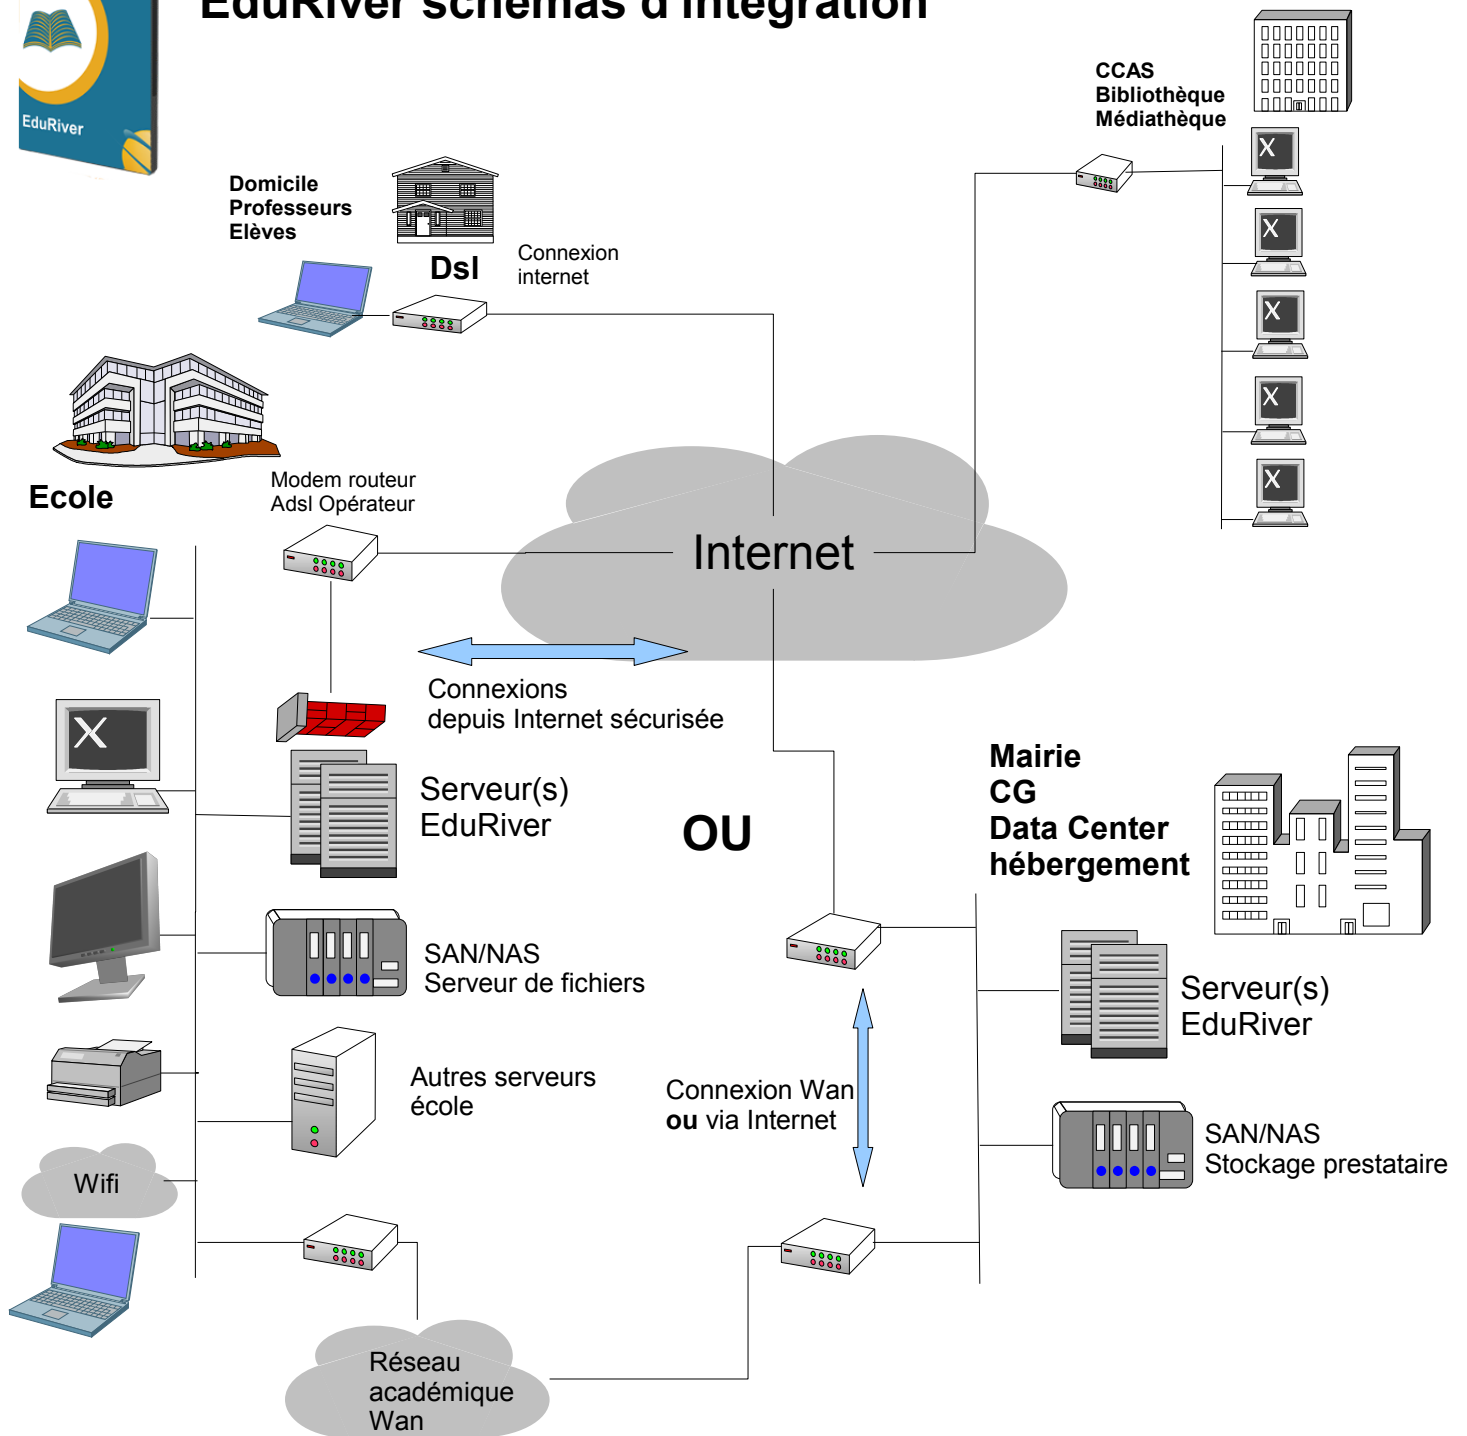 EduRiver schémas d'intégration
EduRiver
CCAS
Bibliothèque
Médiathèque
Domicile
Professeurs
Elèves
Dsl
Connexion
internet
X
X
X
X
X
Ecole
Modem routeur
Adsl Opérateur
Internet
Connexions
depuis Internet sécurisée
X
Serveur(s)
EduRiver
OU
Mairie
CG
Data Center
hébergement
SAN/NAS
Serveur de fichiers
Serveur(s)
EduRiver
Autres serveurs
école
Connexion Wan
ou via Internet
SAN/NAS
Stockage prestataire
Wifi
Réseau
académique
Wan